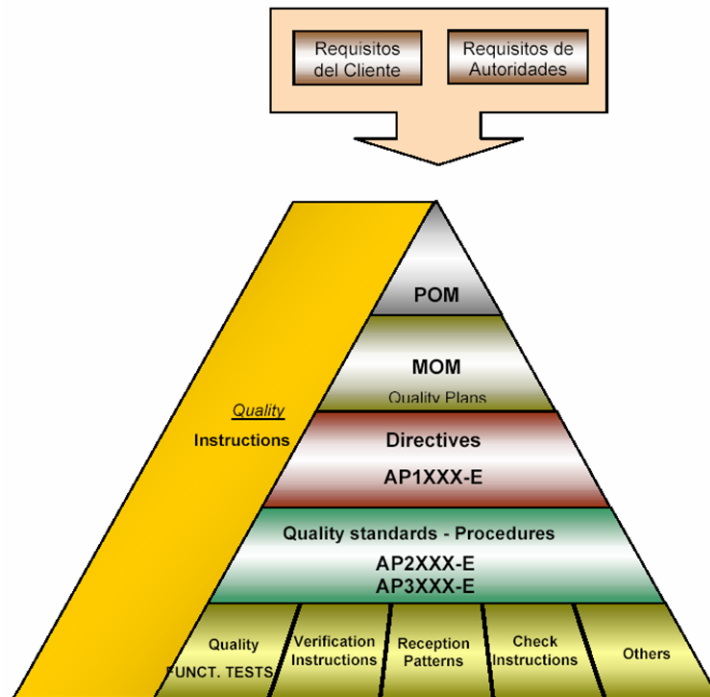 Requisitos
del Cliente
Requisitos de
Autoridades
POM
MOM
Quality Plans
Quality
Instructions
Directives
AP1XXX-E
Quality standards - Procedures
AP2XXX-E
AP3XXX-E
Quality
FUNCT. TESTS
Verification
Instructions
Reception
Patterns
Check
Instructions
Others